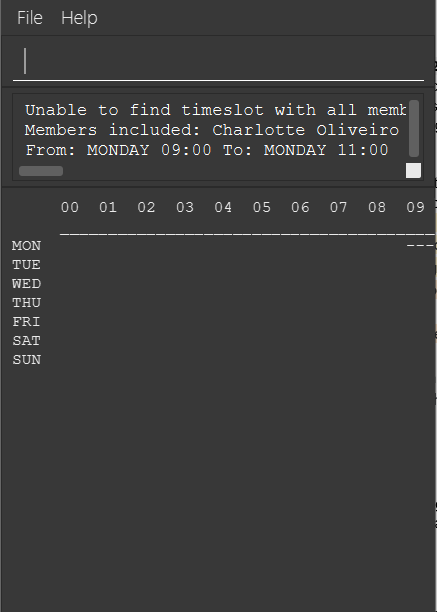 File Help
Unable to find timeslot with all memb
Members included: Charlotte Oliveiro
From: MONDAY 09:00 To: MONDAY 11:00
00 01 02 03 04 05 06 07 08 09
MON ---
TUE
WED
THU
FRI
SAT
SUN